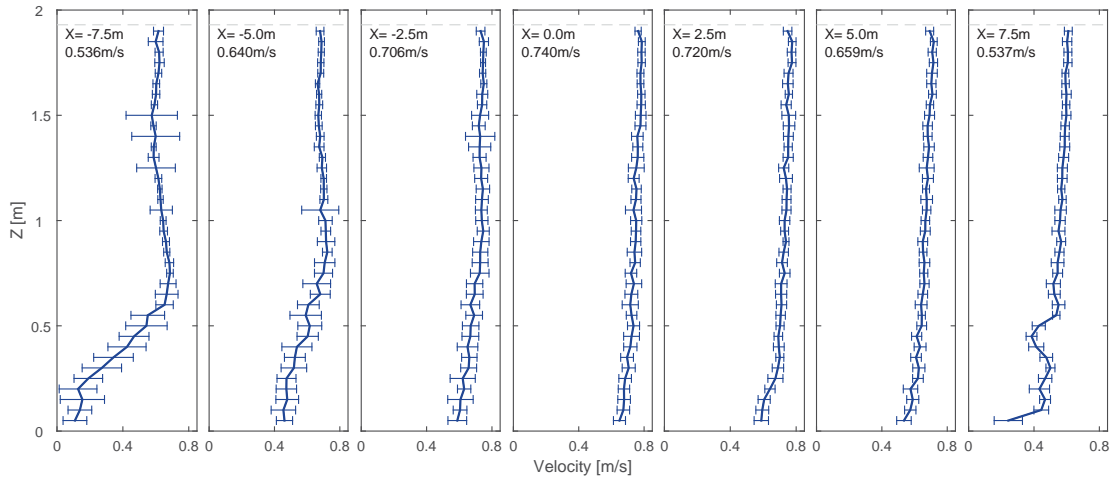 2
1.5
1
0.5
0
Z [m]
X= -7.5m
0.536m/s
X= -5.0m
0.640m/s
X= -2.5m
0.706m/s
X= 0.0m
0.740m/s
X= 2.5m
0.720m/s
X= 5.0m
0.659m/s
X= 7.5m
0.537m/s
0 0.4 0.8 0 0.4 0.8 0 0.4 0.8 0 0.4 0.8 0 0.4 0.8 0 0.4 0.8 0 0.4 0.8
Velocity [m/s]